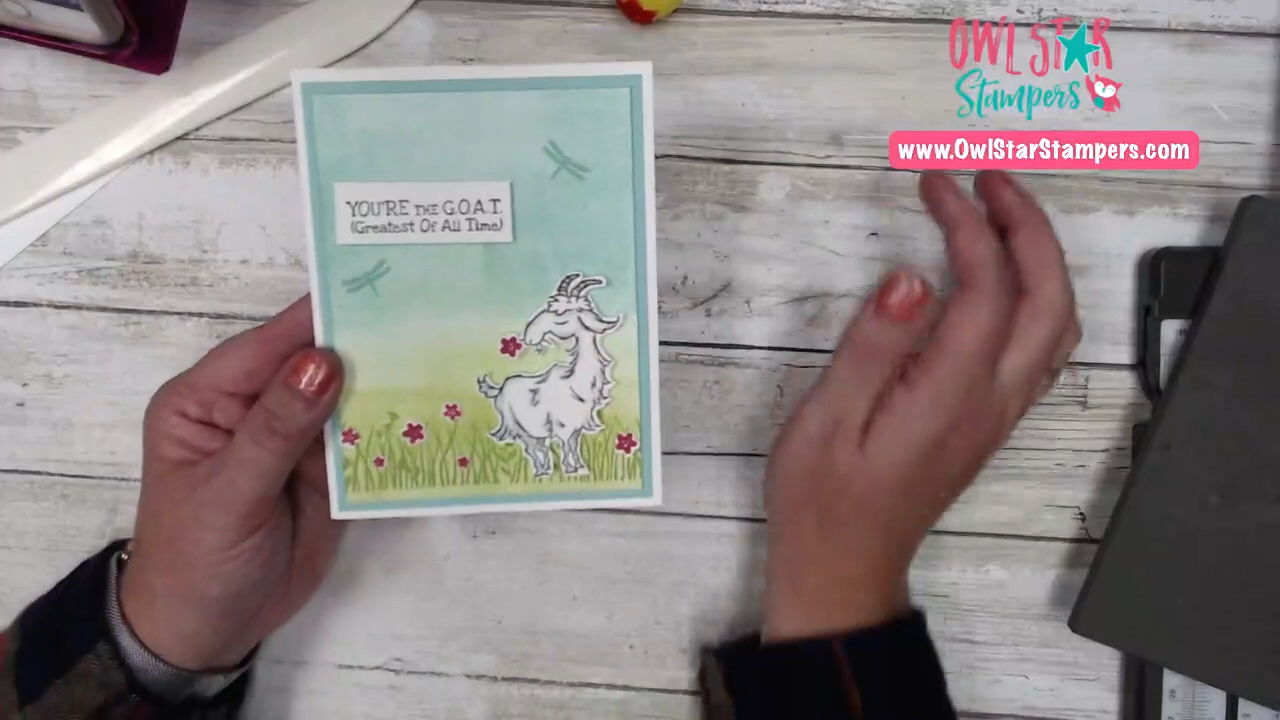 OWL STAR
Stampers
www.OwlStarStampers.com
YOU'RE THE G.O.A.T.
(Greatest Of All Time)